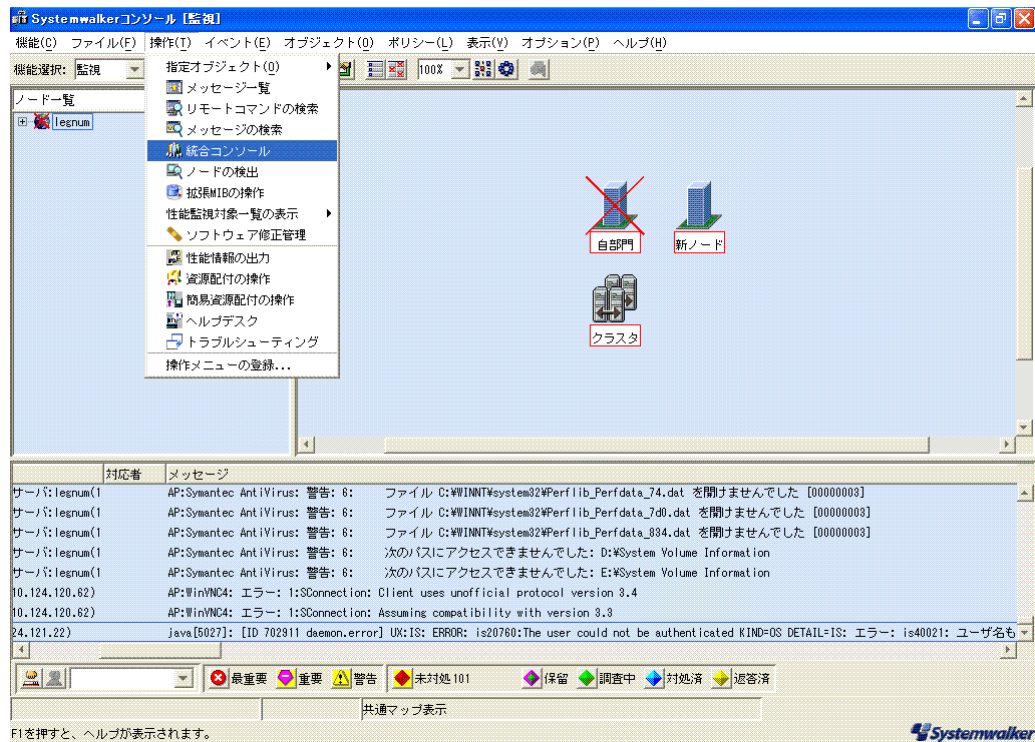 Systemwalkerコンソール [監視]
機能(C) ファイル(F) 操作(T) イベント(E) オブジェクト(O) ポリシー(L) 表示(V) オプション(P) ヘルプ(H)
機能選択: 監視
100%
ノード一覧
legnum
指定オブジェクト(O)
メッセージ一覧
リモートコマンドの検索
メッセージの検索
統合コンソール
ノードの検出
拡張MIBの操作
性能監視対象一覧の表示
ソフトウェア修正管理
性能情報の出力
資源配付の操作
簡易資源配付の操作
ヘルプデスク
トラブルシューティング
操作メニューの登録...
自部門
新ノード
クラスタ
対応者 メッセージ
サーバ:legnum(1 AP:Symantec AntiVirus: 警告: 6: ファイル C:¥WINNT¥system32¥Perflib_Perfdata_74.dat を開けませんでした [00000003]
サーバ:legnum(1 AP:Symantec AntiVirus: 警告: 6: ファイル C:¥WINNT¥system32¥Perflib_Perfdata_7d0.dat を開けませんでした [00000003]
サーバ:legnum(1 AP:Symantec AntiVirus: 警告: 6: ファイル C:¥WINNT¥system32¥Perflib_Perfdata_834.dat を開けませんでした [00000003]
サーバ:legnum(1 AP:Symantec AntiVirus: 警告: 6: 次のパスにアクセスできませんでした: D:¥System Volume Information
サーバ:legnum(1 AP:Symantec AntiVirus: 警告: 6: 次のパスにアクセスできませんでした: E:¥System Volume Information
10.124.120.62) AP:WinVNC4: エラー: 1:SConnection: Client uses unofficial protocol version 3.4
10.124.120.62) AP:WinVNC4: エラー: 1:SConnection: Assuming compatibility with version 3.3
24.121.22) java[5027]: [ID 702911 daemon.error] UX:IS: ERROR: is20760:The user could not be authenticated KIND=OS DETAIL=IS: エラー: is40021: ユーザ名も
最重要 重要 警告 未対処 101 保留 調査中 対処済 返答済
共通マップ表示
F1を押すと、ヘルプが表示されます。
Systemwalker